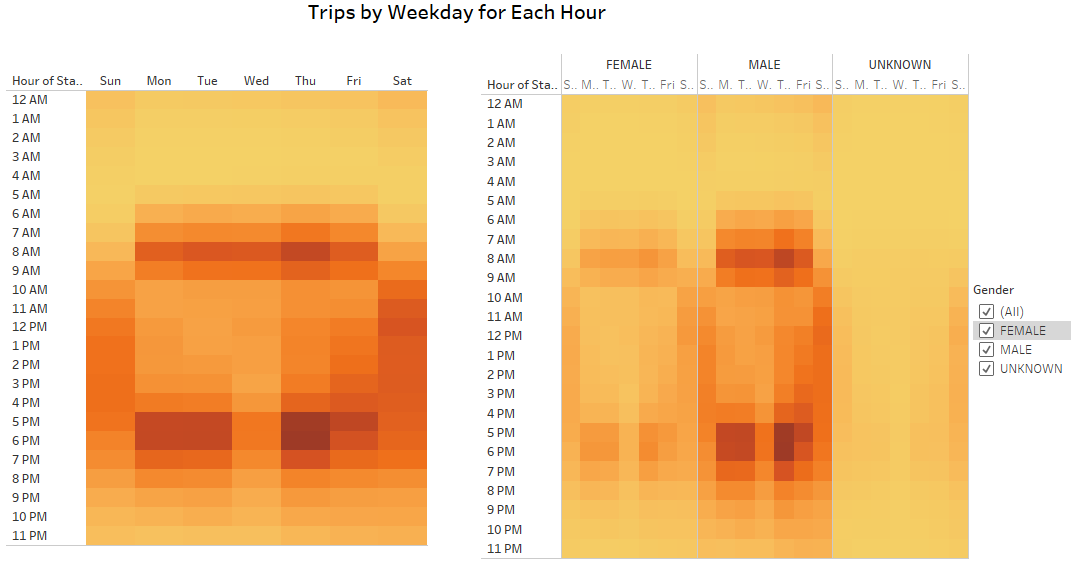 Trips by Weekday for Each Hour
Hour of Sta.. Sun Mon Tue Wed Thu Fri Sat
12 AM
1 AM
2 AM
3 AM
4 AM
5 AM
6 AM
7 AM
8 AM
9 AM
10 AM
11 AM
12 PM
1 PM
2 PM
3 PM
4 PM
5 PM
6 PM
7 PM
8 PM
9 PM
10 PM
11 PM
FEMALE MALE UNKNOWN
Hour of Sta.. S.. M.. T.. W.. T.. Fri S.. S.. M.. T.. W.. T.. Fri S.. S.. M.. T.. W.. T.. Fri S..
12 AM
1 AM
2 AM
3 AM
4 AM
5 AM
6 AM
7 AM
8 AM
9 AM
10 AM
11 AM
12 PM
1 PM
2 PM
3 PM
4 PM
5 PM
6 PM
7 PM
8 PM
9 PM
10 PM
11 PM
Gender
(All)
FEMALE
MALE
UNKNOWN